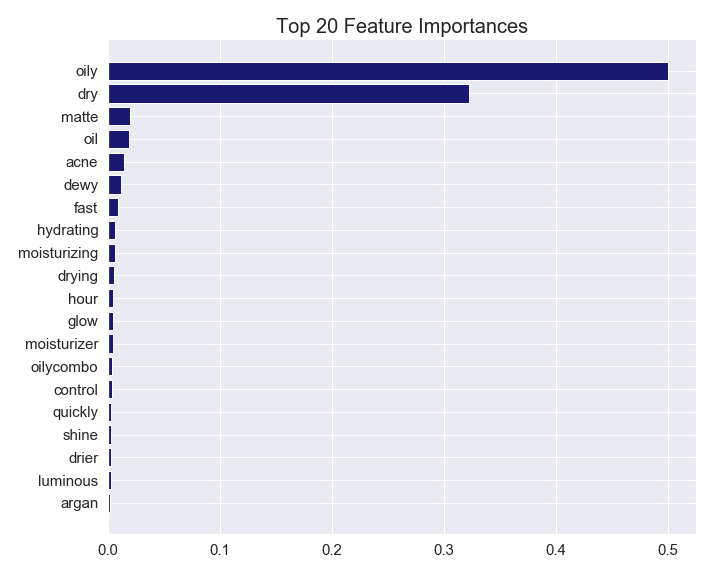 Top 20 Feature Importances
oily
dry
matte
oil
acne
dewy
fast
hydrating
moisturizing
drying
hour
glow
moisturizer
oilycombo
control
quickly
shine
drier
luminous
argan
0.0 0.1 0.2 0.3 0.4 0.5